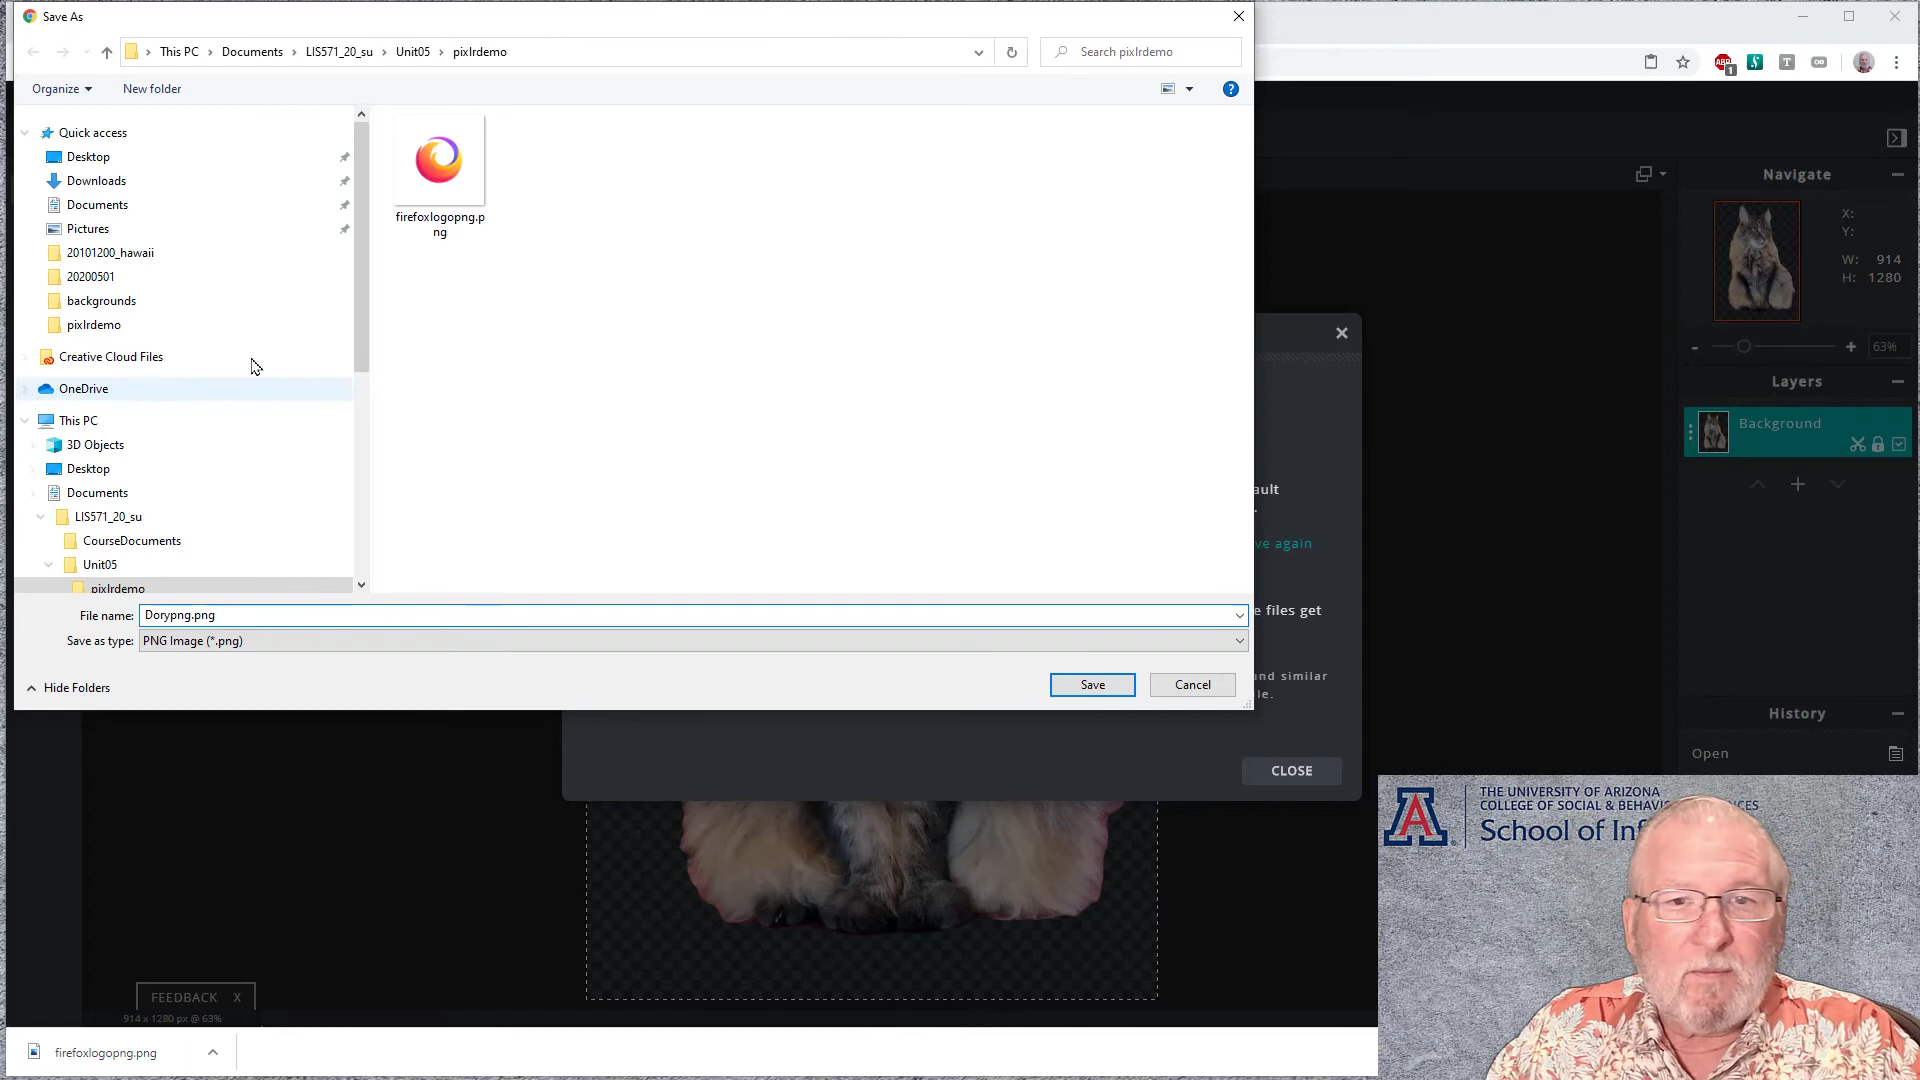 Save As
This PC > Documents > LIS571_20_su > Unit05 > pixlrdemo
Search pixlrdemo
Organize
New folder
Quick access
Desktop
Downloads
Documents
Pictures
20101200_hawaii
20200501
backgrounds
pixlrdemo
Creative Cloud Files
OneDrive
This PC
3D Objects
Desktop
Documents
LIS571_20_su
CourseDocuments
Unit05
pixlrdemo
firefoxlogopng.p
ng
File name: Dorypng.png
Save as type: PNG Image (*.png)
Hide Folders
Save
Cancel
ABP
1
T
Navigate
X:
Y:
W: 914
H: 1280
- + 63%
Layers
Background
History
Open
ault
ve again
e files get
and similar
le.
CLOSE
FEEDBACK X
914 x 1280 px @ 63%
firefoxlogopng.png
A
THE UNIVERSITY OF ARIZONA
COLLEGE OF SOCIAL & BEHAVI ENCES
School of Inf